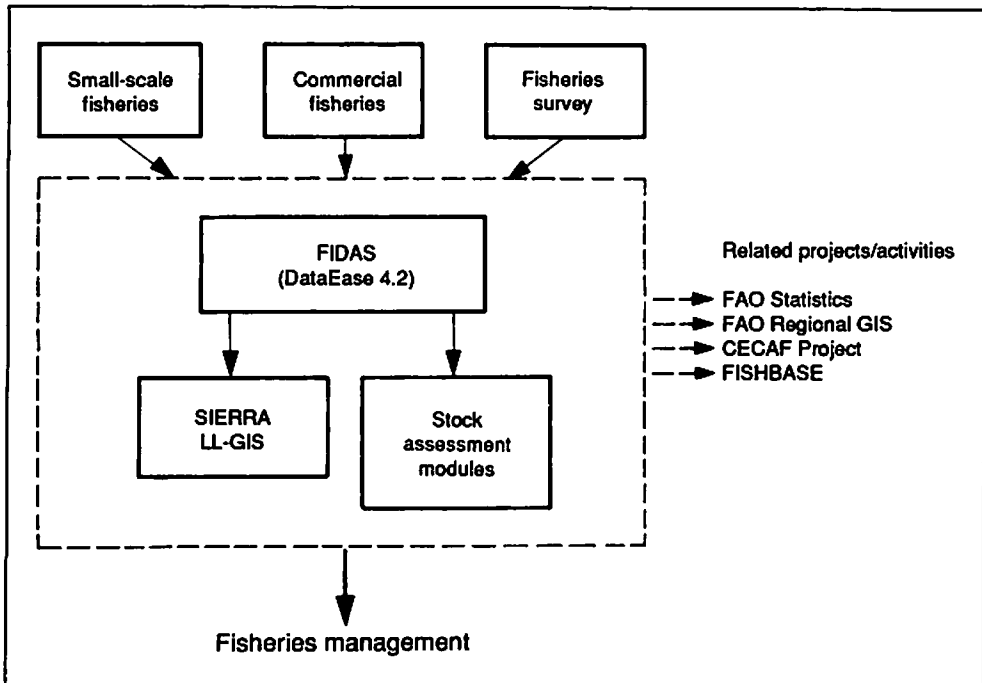 Small-scale
fisheries
Commercial
fisheries
Fisheries
survey
FIDAS
(DataEase 4.2)
SIERRA
LL-GIS
Stock
assessment
modules
Related projects/activities
FAO Statistics
FAO Regional GIS
CECAF Project
FISHBASE
Fisheries management